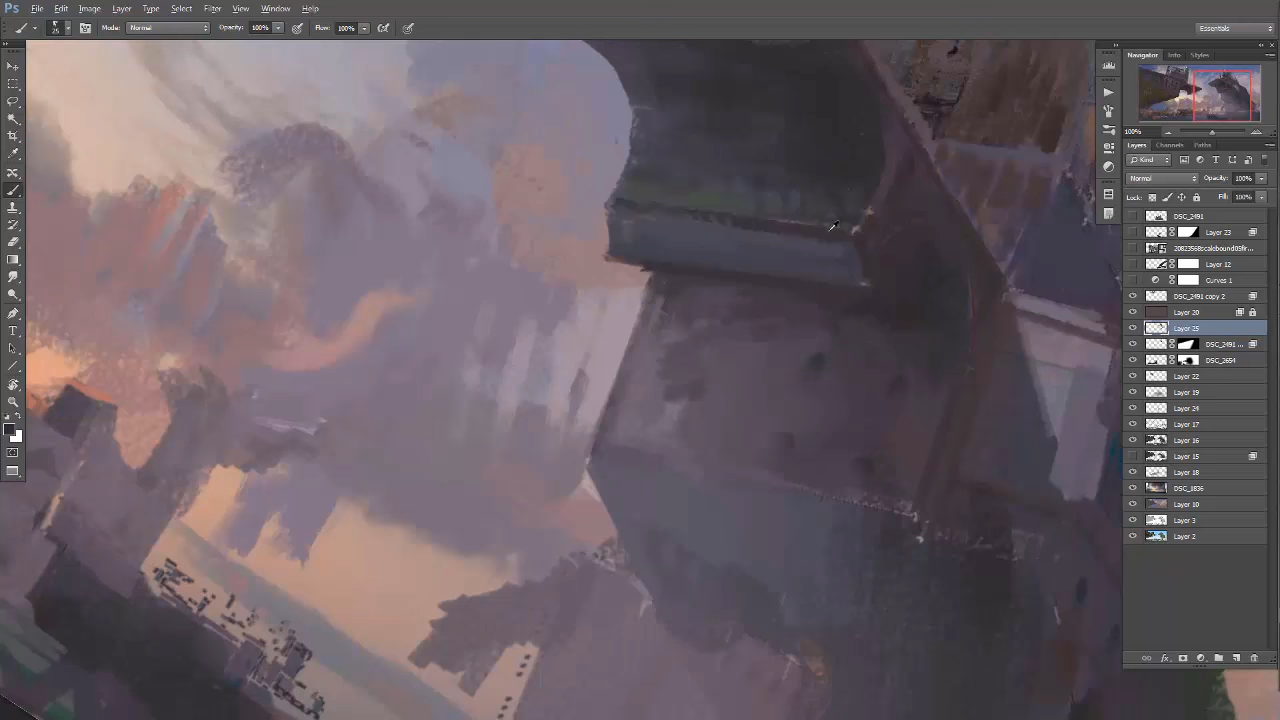 Ps File Edit Image Layer Type Select Filter View Window Help
25 Mode: Normal Opacity: 100% Flow: 100% Essentials
Navigator Info Styles
100%
Layers Channels Paths
Kind
Normal Opacity: 100%
Lock: Fill: 100%
DSC_2491
Layer 23
Layer 12
Curves 1
DSC_2491 copy 2
Layer 20
Layer 25
DSC_2491 ...
DSC_2654
Layer 22
Layer 19
Layer 24
Layer 17
Layer 16
Layer 15
Layer 18
DSC_1836
Layer 10
Layer 3
Layer 2